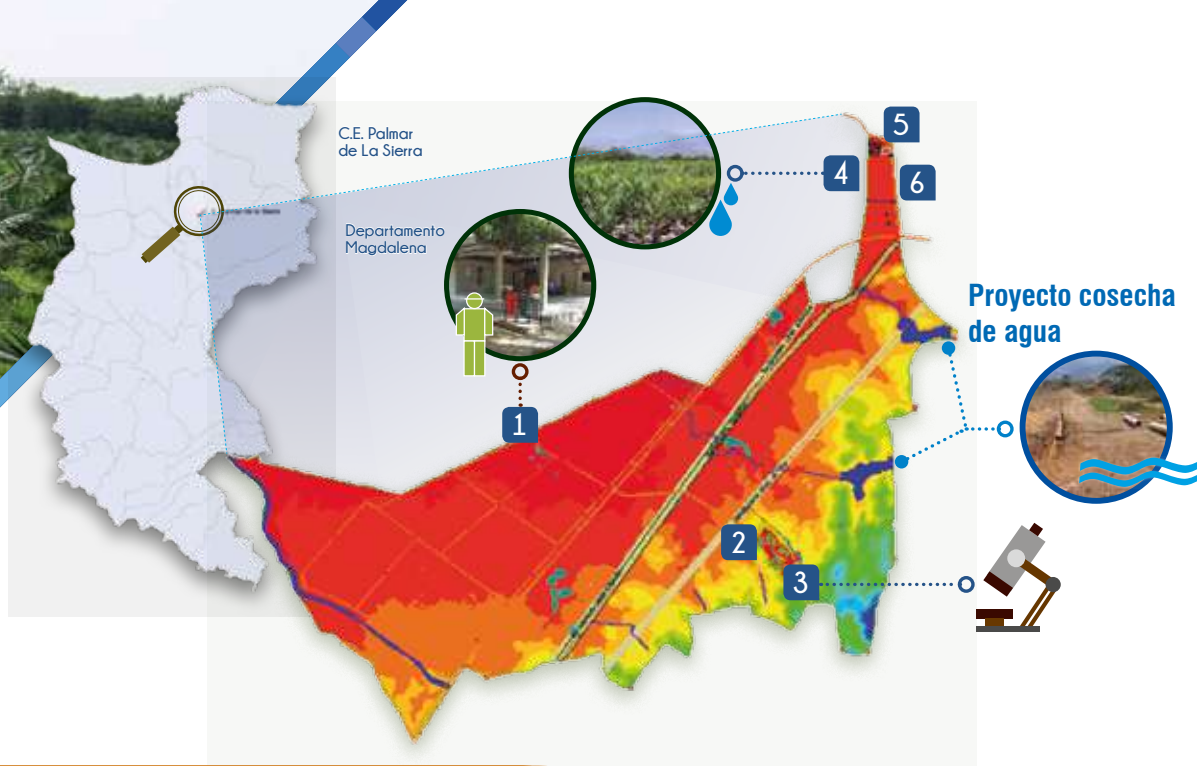 C.E. Palmar
de La Sierra
Departamento
Magdalena
5
4
6
Proyecto cosecha
de agua
1
2
3